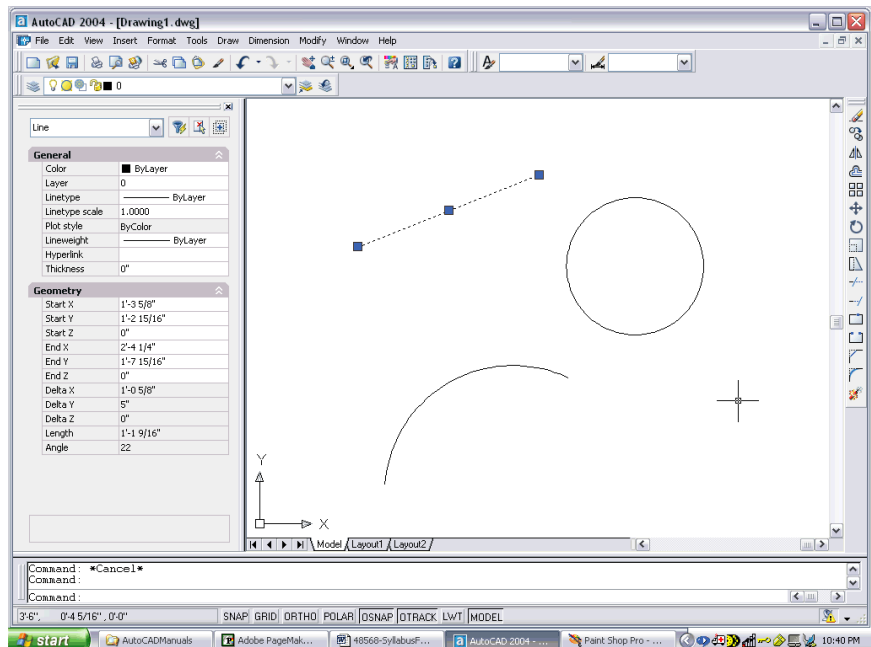 AutoCAD 2004 - [Drawing1.dwg]
File Edit View Insert Format Tools Draw Dimension Modify Window Help
0
Line
General
Color ByLayer
Layer 0
Linetype ByLayer
Linetype scale 1.0000
Plot style ByColor
Lineweight ByLayer
Hyperlink
Thickness 0"
Geometry
Start X 1'-3 5/8"
Start Y 1'-2 15/16"
Start Z 0"
End X 2'-4 1/4"
End Y 1'-7 15/16"
End Z 0"
Delta X 1'-0 5/8"
Delta Y 5"
Delta Z 0"
Length 1'-1 9/16"
Angle 22
Y
X
Model Layout1 Layout2
Command: *Cancel*
Command:
Command:
3'-6", 0'-4 5/16", 0'-0" SNAP GRID ORTHO POLAR OSNAP OTRACK LWT MODEL
start AutoCADManuals Adobe PageMak... 48568-SyllabusF... AutoCAD 2004 - ... Paint Shop Pro - ... 10:40 PM